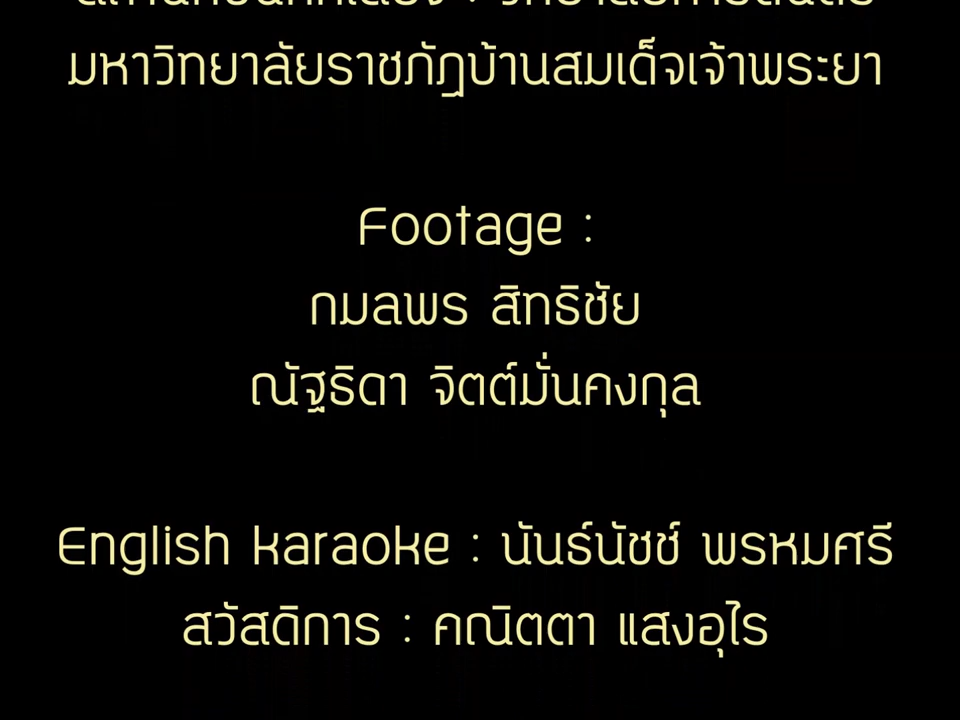 มหาวิทยาลัยราชภัฏบ้านสมเด็จเจ้าพระยา
Footage :
กมลพร สิทธิชัย
ณัฐธิดา จิตต์มั่นคงกุล
English karaoke : นันธ์นัชช์ พรหมศรี
สวัสดิการ : คณิตตา แสงอุไร